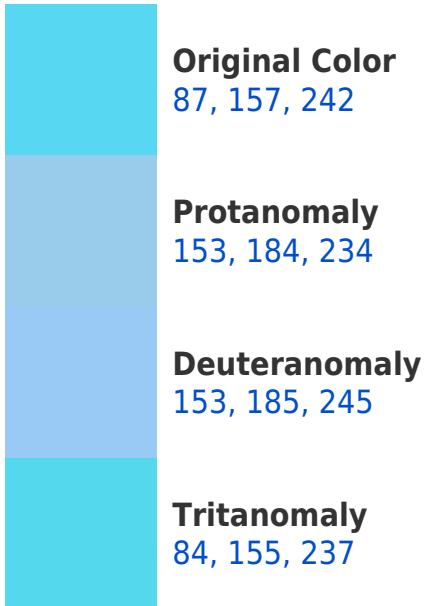 Original Color
87, 157, 242
Protanomaly
153, 184, 234
Deuteranomaly
153, 185, 245
Tritanomaly
84, 155, 237